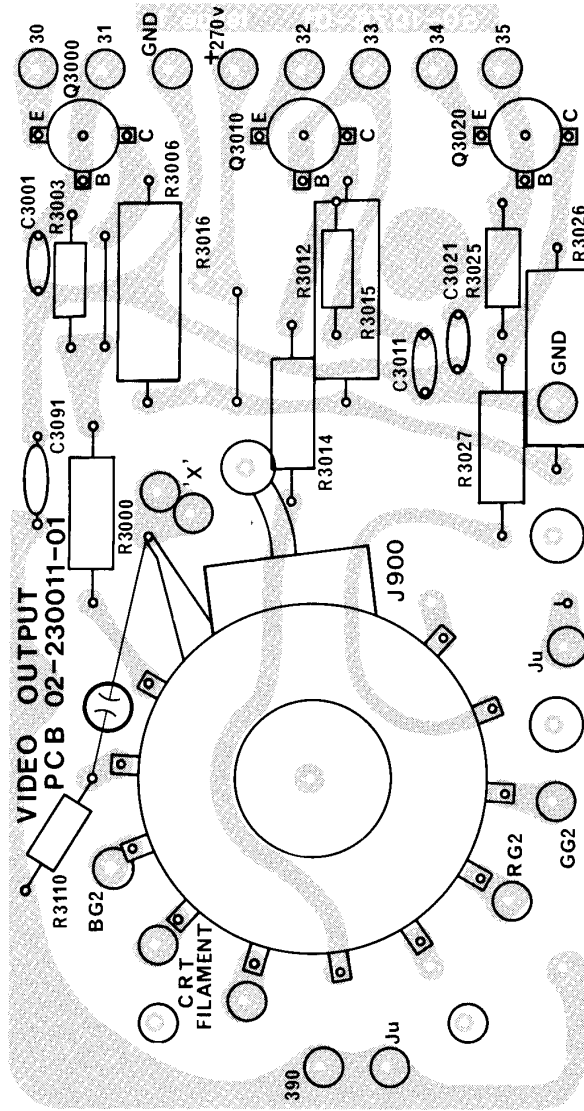 VIDEO OUTPUT
PCB 02-230011-01
30
31
GND
+270v
32
33
34
35
Q3000
E
B
C
Q3010
E
B
C
Q3020
E
B
C
C3001
R3003
R3006
R3016
R3012
R3015
C3021
R3025
R3026
C3011
GND
C3091
R3000
'X'
R3014
R3027
J900
Ju
R3110
BG2
CRT
FILAMENT
RG2
GG2
390
Ju